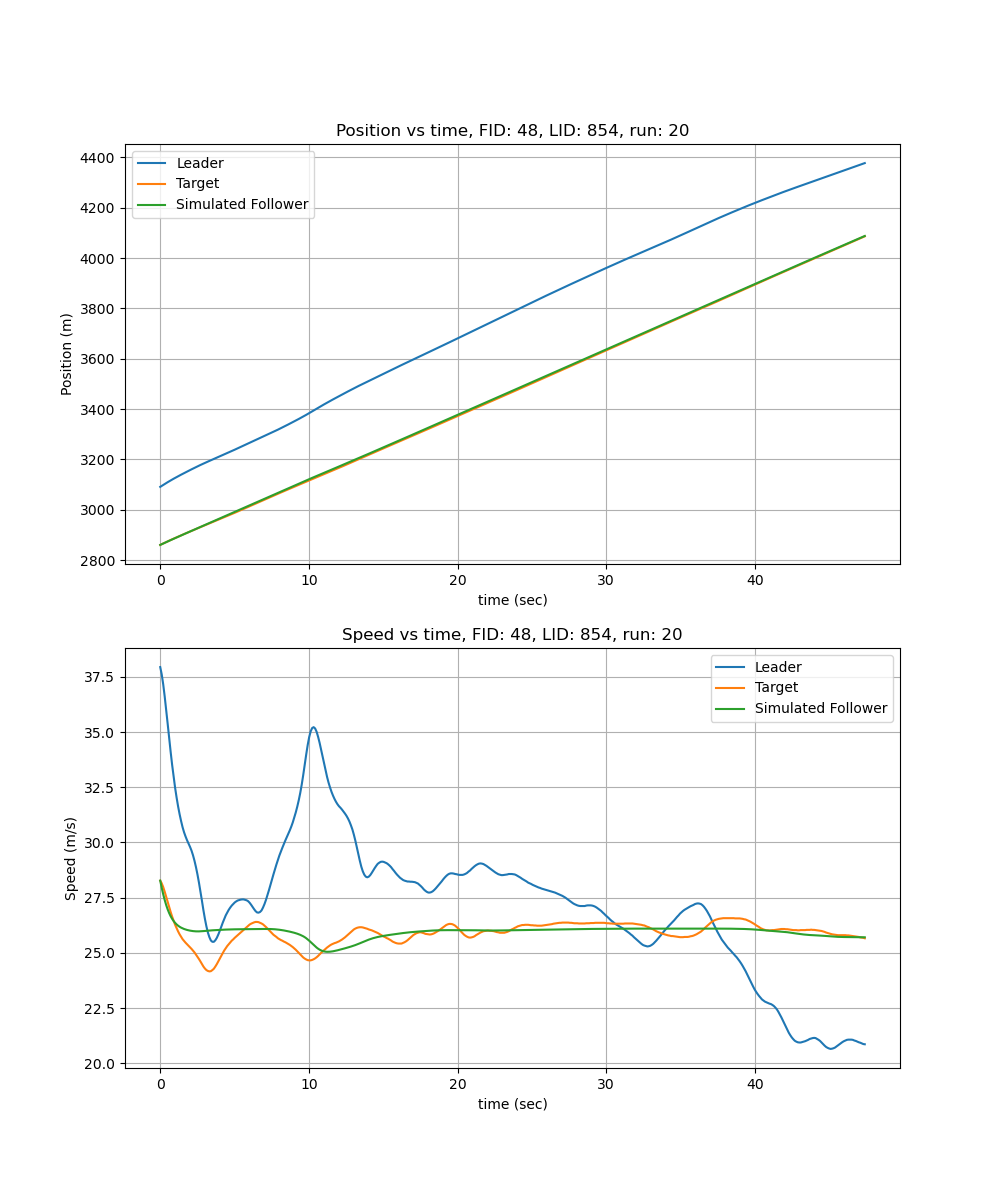 Position vs time, FID: 48, LID: 854, run: 20
Leader
Target
Simulated Follower
4400
4200
4000
3800
3600
3400
3200
3000
2800
Position (m)
0 10 20 30 40
time (sec)
Speed vs time, FID: 48, LID: 854, run: 20
Leader
Target
Simulated Follower
37.5
35.0
32.5
30.0
27.5
25.0
22.5
20.0
Speed (m/s)
0 10 20 30 40
time (sec)